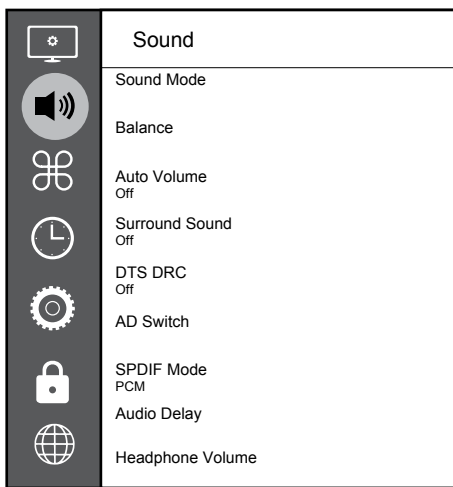 Sound
Sound Mode
Balance
Auto Volume
Off
Surround Sound
Off
DTS DRC
Off
AD Switch
SPDIF Mode
PCM
Audio Delay
Headphone Volume